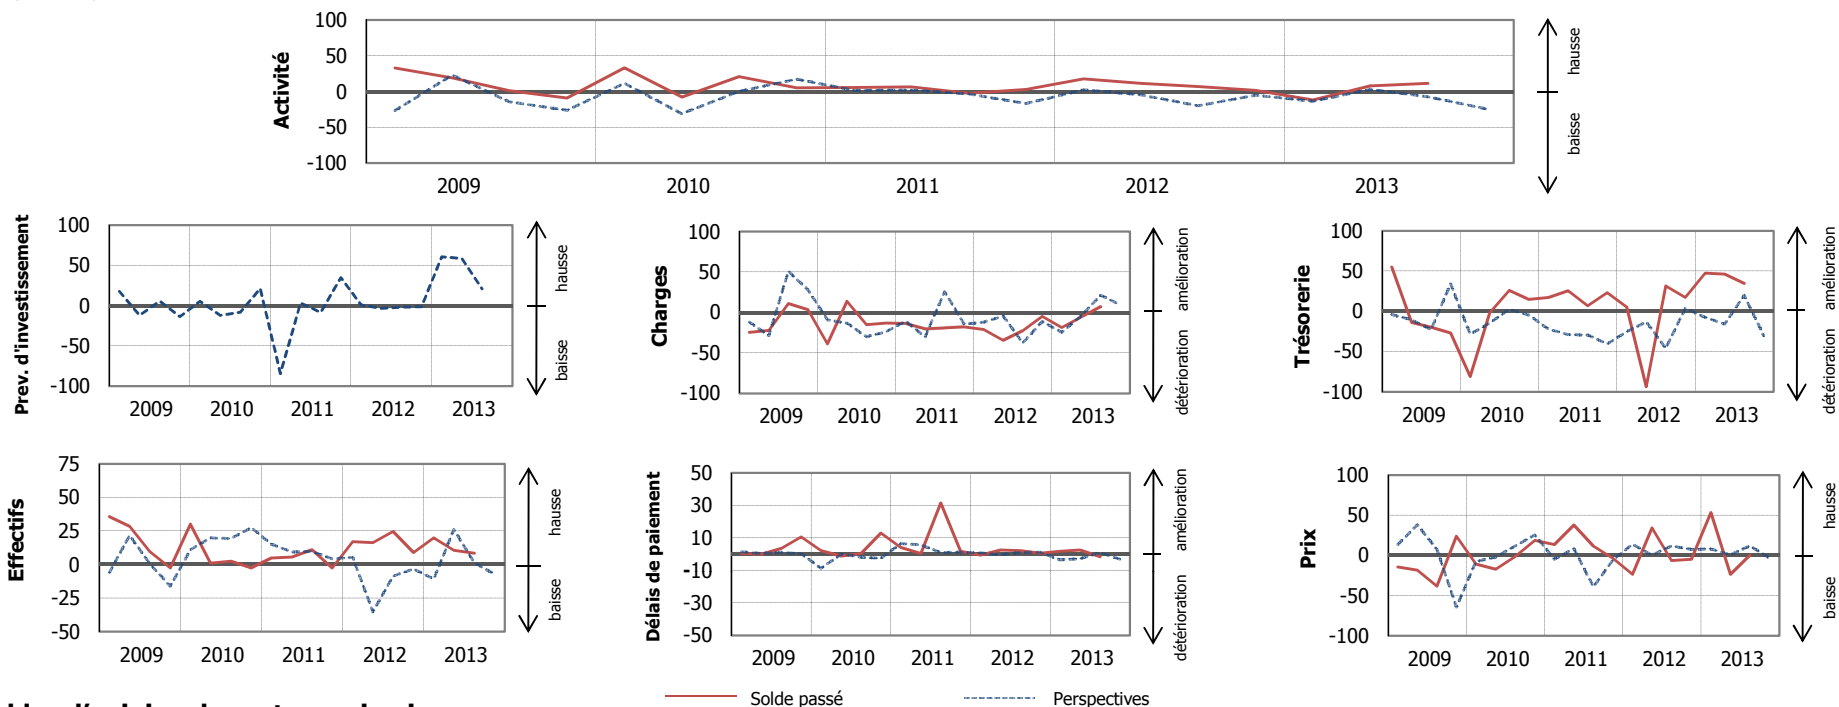 Activité
100
50
0
-50
-100
2009 2010 2011 2012 2013
hausse
baisse
Prev. d'investissement
100
50
0
-50
-100
2009 2010 2011 2012 2013
hausse
baisse
Charges
100
50
0
-50
-100
2009 2010 2011 2012 2013
amélioration
détérioration
Trésorerie
100
50
0
-50
-100
2009 2010 2011 2012 2013
amélioration
détérioration
Effectifs
75
50
25
0
-25
-50
2009 2010 2011 2012 2013
hausse
baisse
Délais de paiement
50
30
10
-10
-30
-50
2009 2010 2011 2012 2013
amélioration
détérioration
Prix
100
50
0
-50
-100
2009 2010 2011 2012 2013
hausse
baisse
Solde passé Perspectives